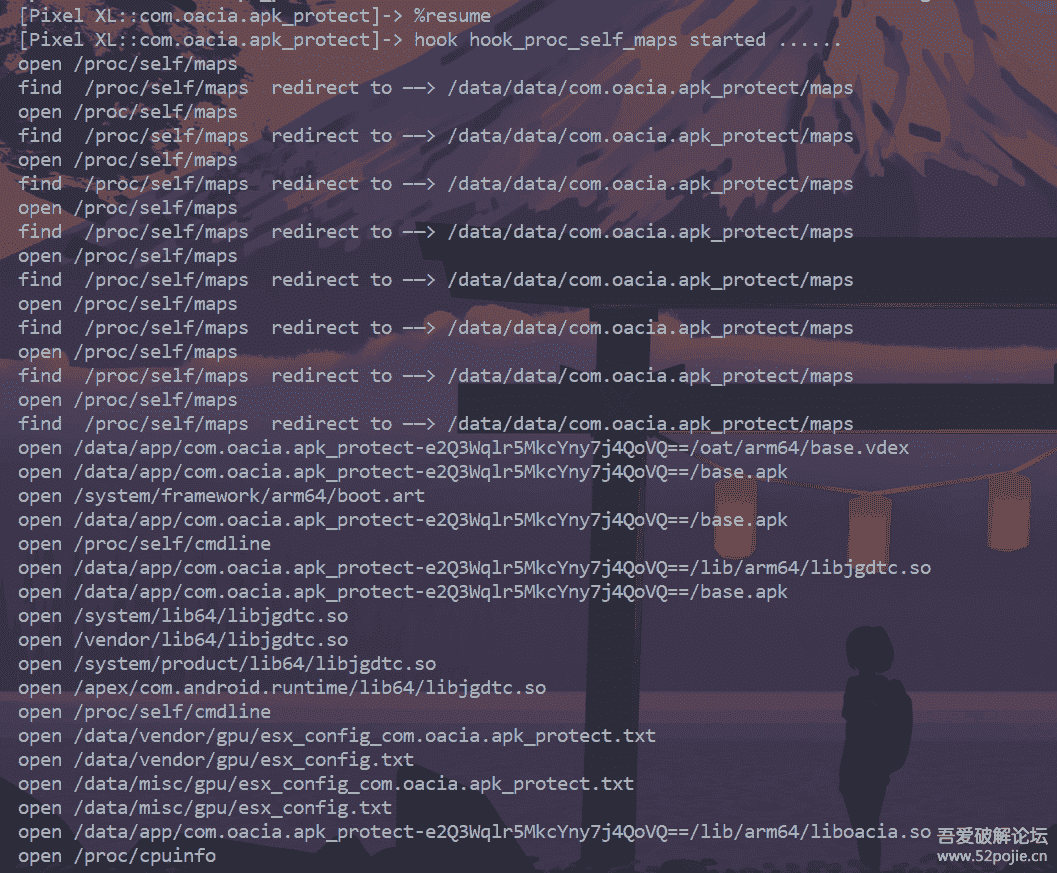 [Pixel XL::com.oacia.apk_protect]-> %resume
[Pixel XL::com.oacia.apk_protect]-> hook hook_proc_self_maps started ......
open /proc/self/maps
find  /proc/self/maps  redirect to ——> /data/data/com.oacia.apk_protect/maps
open /proc/self/maps
find  /proc/self/maps  redirect to ——> /data/data/com.oacia.apk_protect/maps
open /proc/self/maps
find  /proc/self/maps  redirect to ——> /data/data/com.oacia.apk_protect/maps
open /proc/self/maps
find  /proc/self/maps  redirect to ——> /data/data/com.oacia.apk_protect/maps
open /proc/self/maps
find  /proc/self/maps  redirect to ——> /data/data/com.oacia.apk_protect/maps
open /proc/self/maps
find  /proc/self/maps  redirect to ——> /data/data/com.oacia.apk_protect/maps
open /proc/self/maps
find  /proc/self/maps  redirect to ——> /data/data/com.oacia.apk_protect/maps
open /proc/self/maps
find  /proc/self/maps  redirect to ——> /data/data/com.oacia.apk_protect/maps
open /data/app/com.oacia.apk_protect-e2Q3Wqlr5MkcYny7j4QoVQ==/oat/arm64/base.vdex
open /data/app/com.oacia.apk_protect-e2Q3Wqlr5MkcYny7j4QoVQ==/base.apk
open /system/framework/arm64/boot.art
open /data/app/com.oacia.apk_protect-e2Q3Wqlr5MkcYny7j4QoVQ==/base.apk
open /proc/self/cmdline
open /data/app/com.oacia.apk_protect-e2Q3Wqlr5MkcYny7j4QoVQ==/lib/arm64/libjgdtc.so
open /data/app/com.oacia.apk_protect-e2Q3Wqlr5MkcYny7j4QoVQ==/base.apk
open /system/lib64/libjgdtc.so
open /vendor/lib64/libjgdtc.so
open /system/product/lib64/libjgdtc.so
open /apex/com.android.runtime/lib64/libjgdtc.so
open /proc/self/cmdline
open /data/vendor/gpu/esx_config_com.oacia.apk_protect.txt
open /data/vendor/gpu/esx_config.txt
open /data/misc/gpu/esx_config_com.oacia.apk_protect.txt
open /data/misc/gpu/esx_config.txt
open /data/app/com.oacia.apk_protect-e2Q3Wqlr5MkcYny7j4QoVQ==/lib/arm64/liboacia.so
open /proc/cpuinfo
吾爱破解论坛
www.52pojie.cn